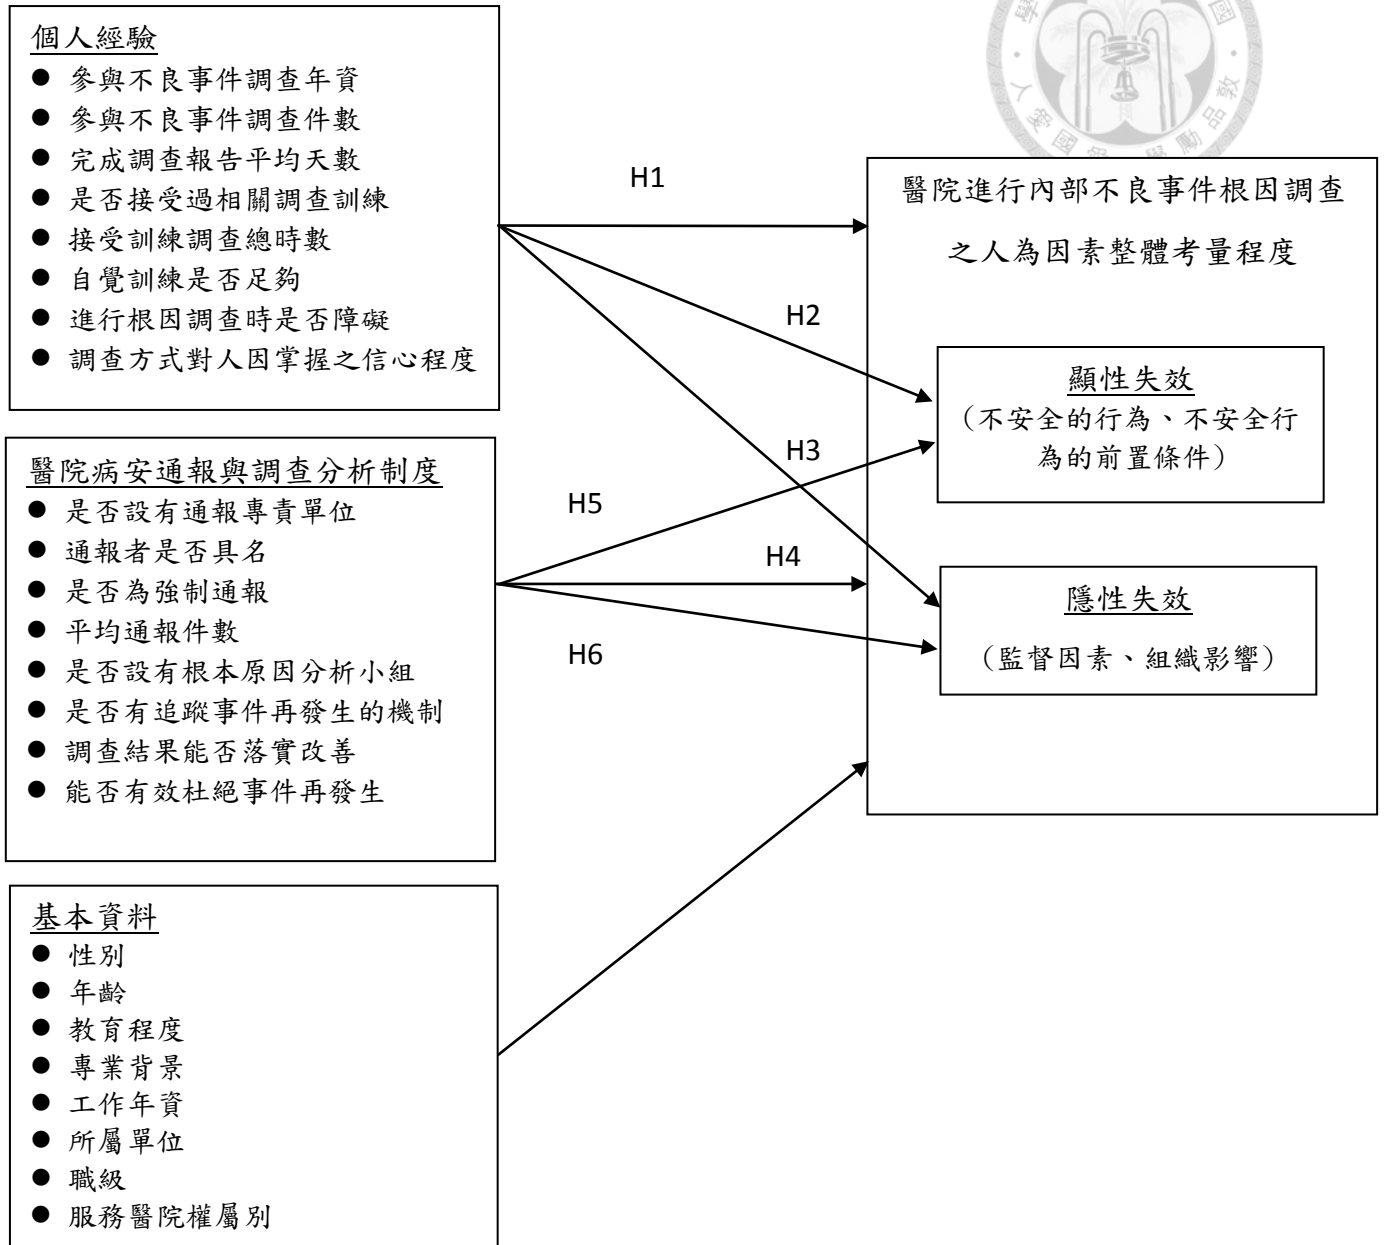 個人經驗
● 參與不良事件調查年資
● 參與不良事件調查件數
● 完成調查報告平均天數
● 是否接受過相關調查訓練
● 接受訓練調查總時數
● 自覺訓練是否足夠
● 進行根因調查時是否障礙
● 調查方式對人因掌握之信心程度
醫院病安通報與調查分析制度
● 是否設有通報專責單位
● 通報者是否具名
● 是否為強制通報
● 平均通報件數
● 是否設有根本原因分析小組
● 是否有追蹤事件再發生的機制
● 調查結果能否落實改善
● 能否有效杜絕事件再發生
基本資料
● 性別
● 年齡
● 教育程度
● 專業背景
● 工作年資
● 所屬單位
● 職級
● 服務醫院權屬別
H1
H2
H3
H5
H4
H6
醫院進行內部不良事件根因調查
之人為因素整體考量程度
顯性失效
（不安全的行為、不安全行
為的前置條件）
隱性失效
（監督因素、組織影響）
學
國
人
愛
國
愛
學
勵
品
敦